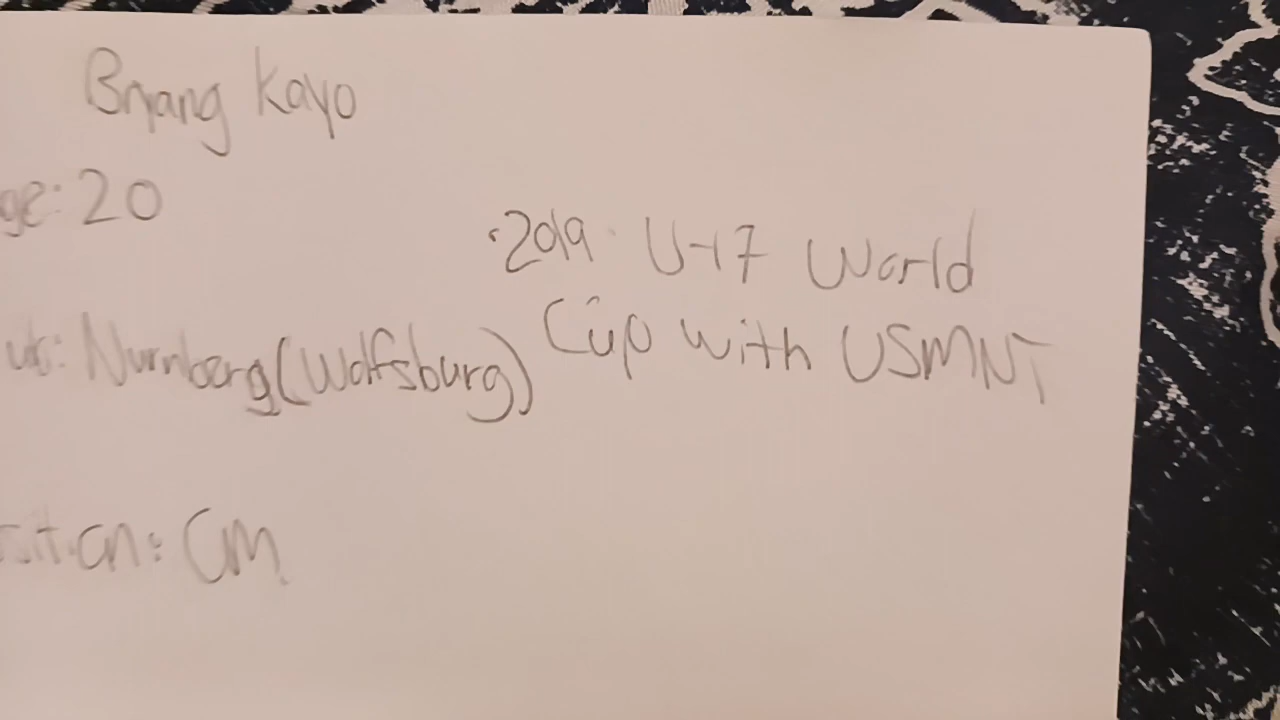 Bryang Kayo
ge: 20
·2019 U-17 World
Cup with USMNT
ub: Nurnberg(Wolfsburg)
sition: CM